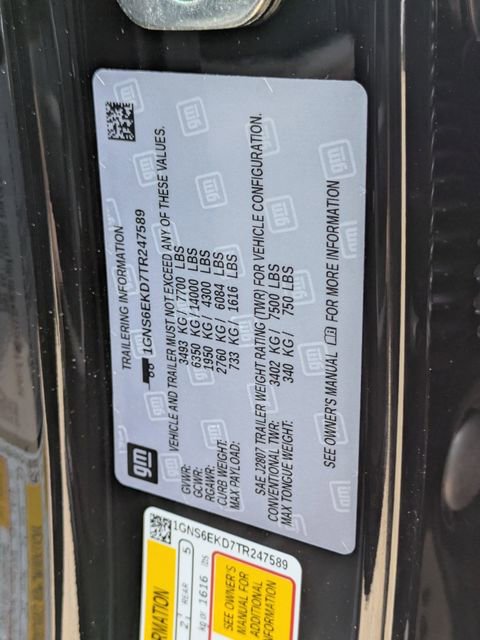 gm
TRAILERING INFORMATION
1GNS6EKD7TR247589
VEHICLE AND TRAILER MUST NOT EXCEED ANY OF THESE VALUES.
GVWR: 3493 KG/ 7700 LBS
GCWR: 6350 KG/14000 LBS
RGAWR: 1950 KG/ 4300 LBS
CURB WEIGHT: 2760 KG/ 6084 LBS
MAX PAYLOAD: 733 KG/ 1616 LBS
SAE J2807 TRAILER WEIGHT RATING (TWR) FOR VEHICLE CONFIGURATION.
CONVENTIONAL TWR: 3402 KG/ 7500 LBS
MAX TONGUE WEIGHT: 340 KG/ 750 LBS
SEE OWNER'S MANUAL FOR MORE INFORMATION
1GNS6EKD7TR247589
REAR 5
kg or 1616 lbs
SEE OWNER'S
MANUAL FOR
ADDITIONAL
INFORMATION